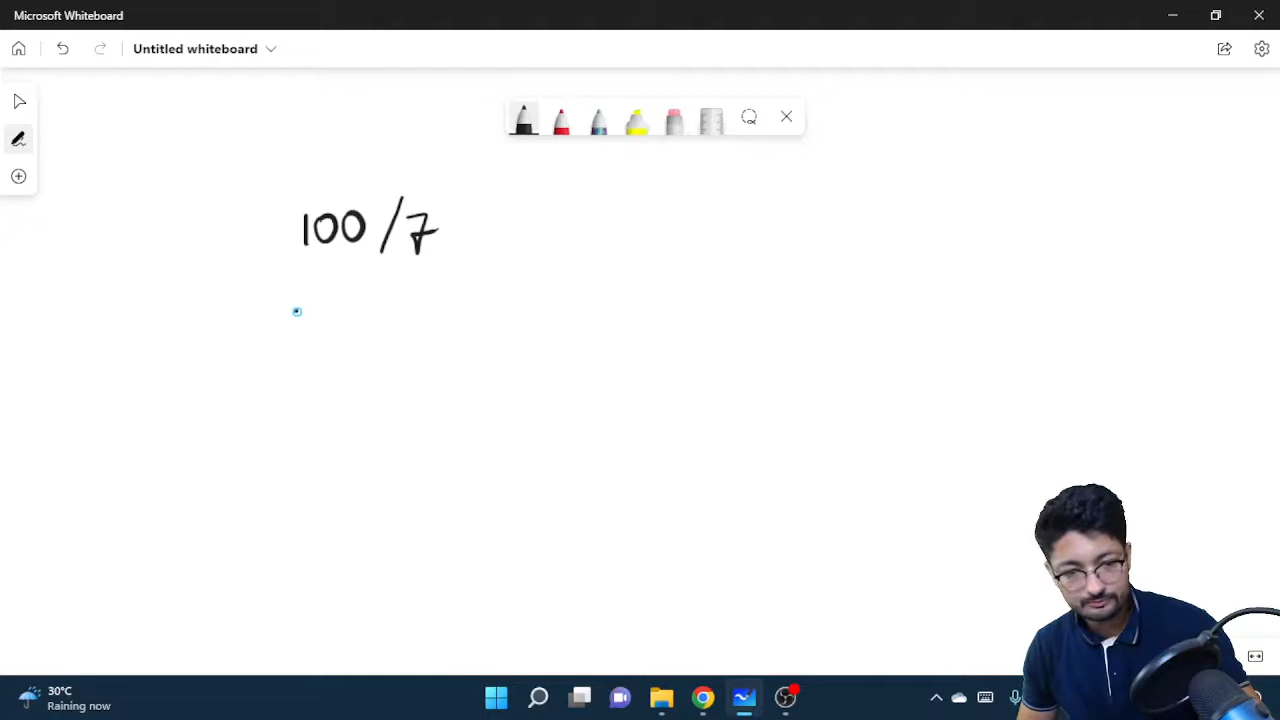 Microsoft Whiteboard
Untitled whiteboard
100/7
30°C
Raining now